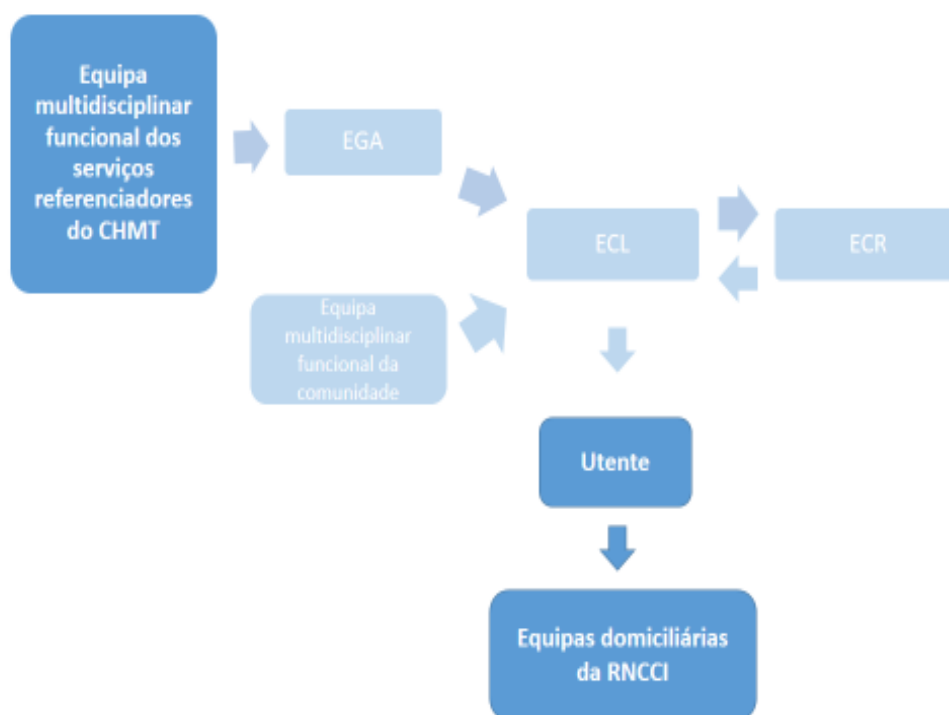 Equipa
multidisciplinar
funcional dos
serviços
referenciadores
do CHMT
EGA
ECL
ECR
Equipa
multidisciplinar
funcional da
comunidade
Utente
Equipas domiciliárias
da RNCCI